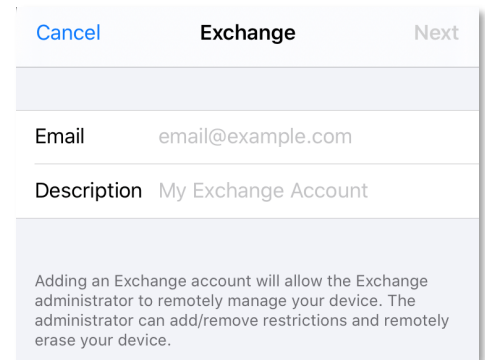 Cancel Exchange Next
Email email@example.com
Description My Exchange Account
Adding an Exchange account will allow the Exchange
administrator to remotely manage your device. The
administrator can add/remove restrictions and remotely
erase your device.